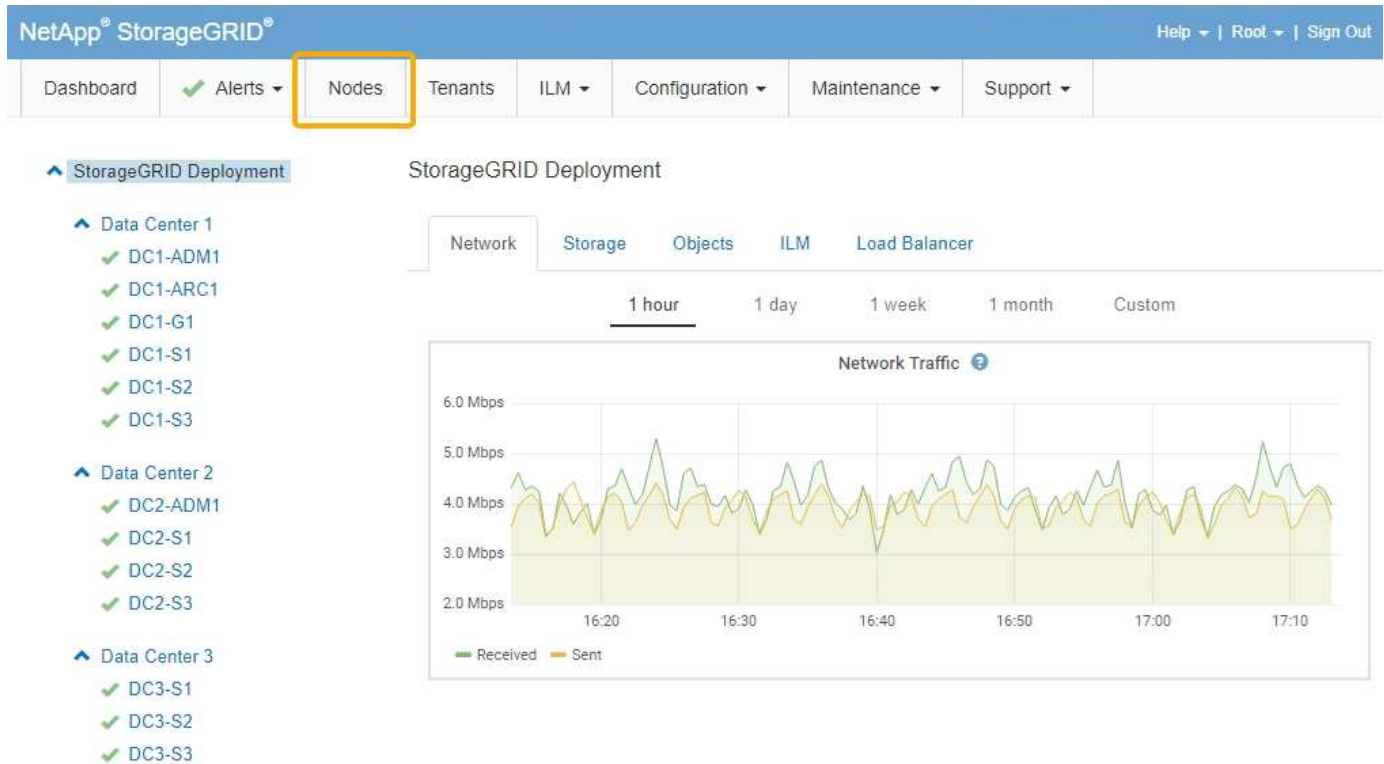 NetApp® StorageGRID®
Help | Root | Sign Out
Dashboard Alerts Nodes Tenants ILM Configuration Maintenance Support
StorageGRID Deployment
Data Center 1
DC1-ADM1
DC1-ARC1
DC1-G1
DC1-S1
DC1-S2
DC1-S3
Data Center 2
DC2-ADM1
DC2-S1
DC2-S2
DC2-S3
Data Center 3
DC3-S1
DC3-S2
DC3-S3
StorageGRID Deployment
Network Storage Objects ILM Load Balancer
1 hour 1 day 1 week 1 month Custom
Network Traffic ?
6.0 Mbps
5.0 Mbps
4.0 Mbps
3.0 Mbps
2.0 Mbps
16:20 16:30 16:40 16:50 17:00 17:10
Received Sent